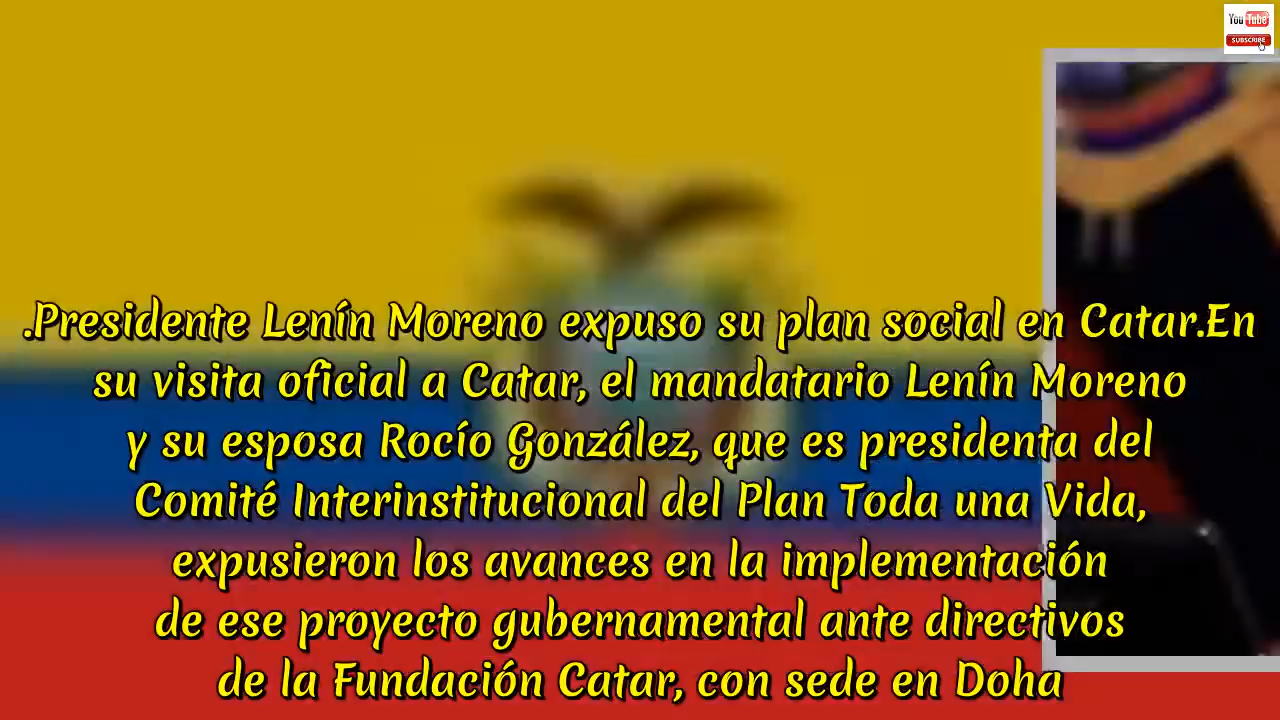 You Tube
SUBSCRIBE
.Presidente Lenín Moreno expuso su plan social en Catar.En
su visita oficial a Catar, el mandatario Lenín Moreno
y su esposa Rocío González, que es presidenta del
Comité Interinstitucional del Plan Toda una Vida,
expusieron los avances en la implementación
de ese proyecto gubernamental ante directivos
de la Fundación Catar, con sede en Doha